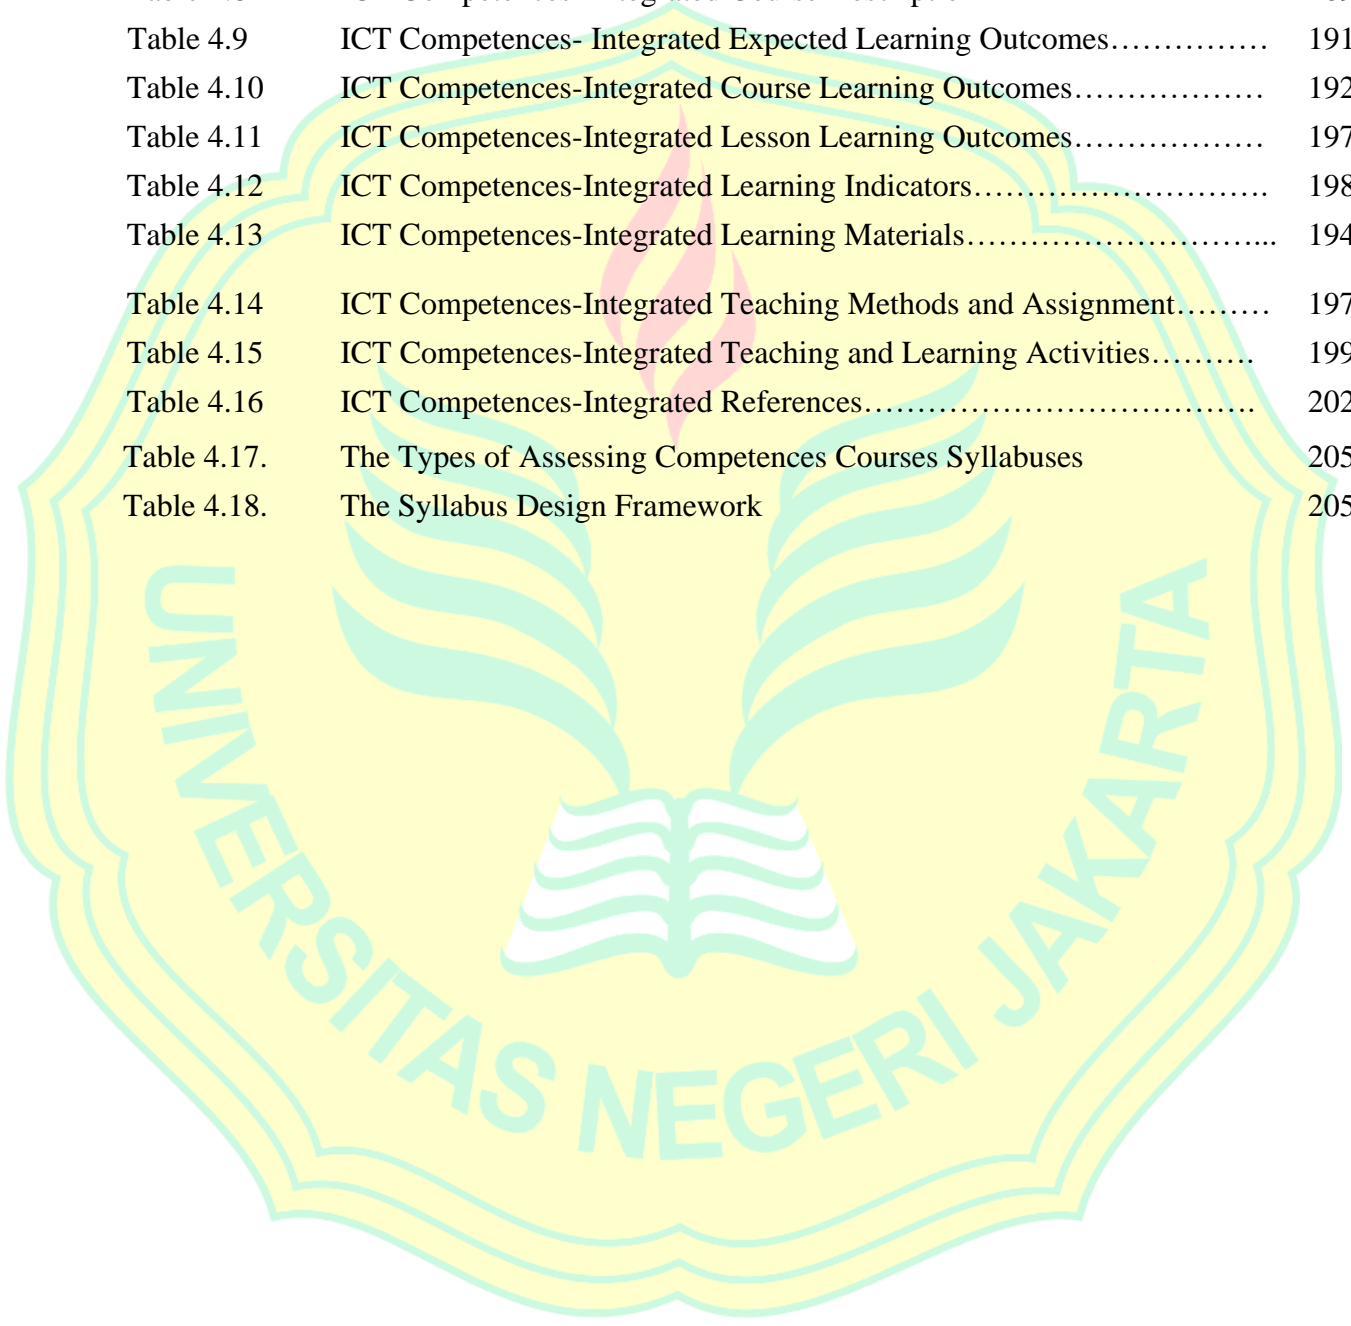 Table 4.9 ICT Competences- Integrated Expected Learning Outcomes…………… 191
Table 4.10 ICT Competences-Integrated Course Learning Outcomes……………… 192
Table 4.11 ICT Competences-Integrated Lesson Learning Outcomes……………… 197
Table 4.12 ICT Competences-Integrated Learning Indicators………………………. 198
Table 4.13 ICT Competences-Integrated Learning Materials………………………... 194
Table 4.14 ICT Competences-Integrated Teaching Methods and Assignment……… 197
Table 4.15 ICT Competences-Integrated Teaching and Learning Activities………. 199
Table 4.16 ICT Competences-Integrated References………………………………. 202
Table 4.17. The Types of Assessing Competences Courses Syllabuses 205
Table 4.18. The Syllabus Design Framework 205
UNIVERSITAS NEGERI JAKARTA